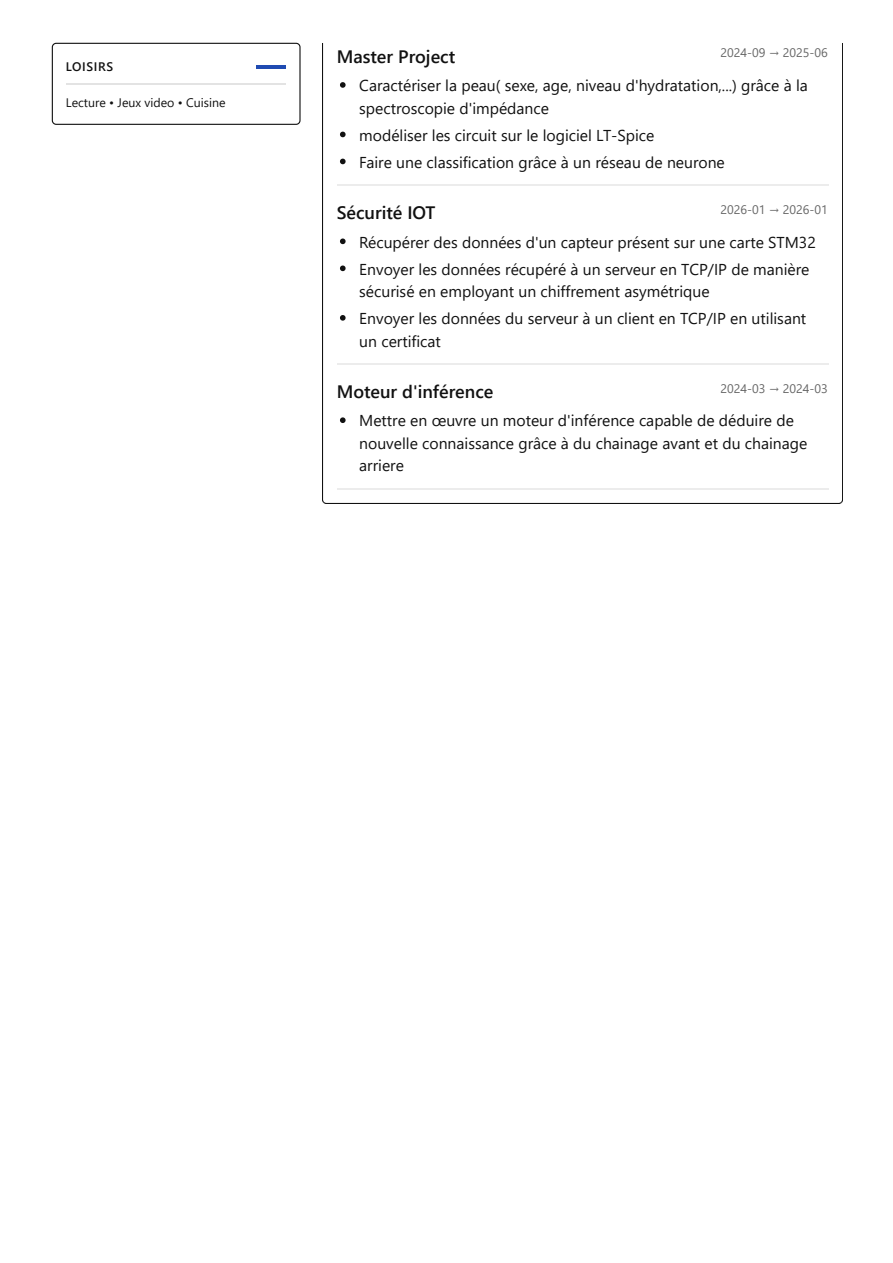 LOISIRS
Lecture • Jeux video • Cuisine
Master Project
2024-09 → 2025-06
• Caractériser la peau( sexe, age, niveau d'hydratation,...) grâce à la
spectroscopie d'impédance
• modéliser les circuit sur le logiciel LT-Spice
• Faire une classification grâce à un réseau de neurone
Sécurité IOT
2026-01 → 2026-01
• Récupérer des données d'un capteur présent sur une carte STM32
• Envoyer les données récupéré à un serveur en TCP/IP de manière
sécurisé en employant un chiffrement asymétrique
• Envoyer les données du serveur à un client en TCP/IP en utilisant
un certificat
Moteur d'inférence
2024-03 → 2024-03
• Mettre en œuvre un moteur d'inférence capable de déduire de
nouvelle connaissance grâce à du chainage avant et du chainage
arriere